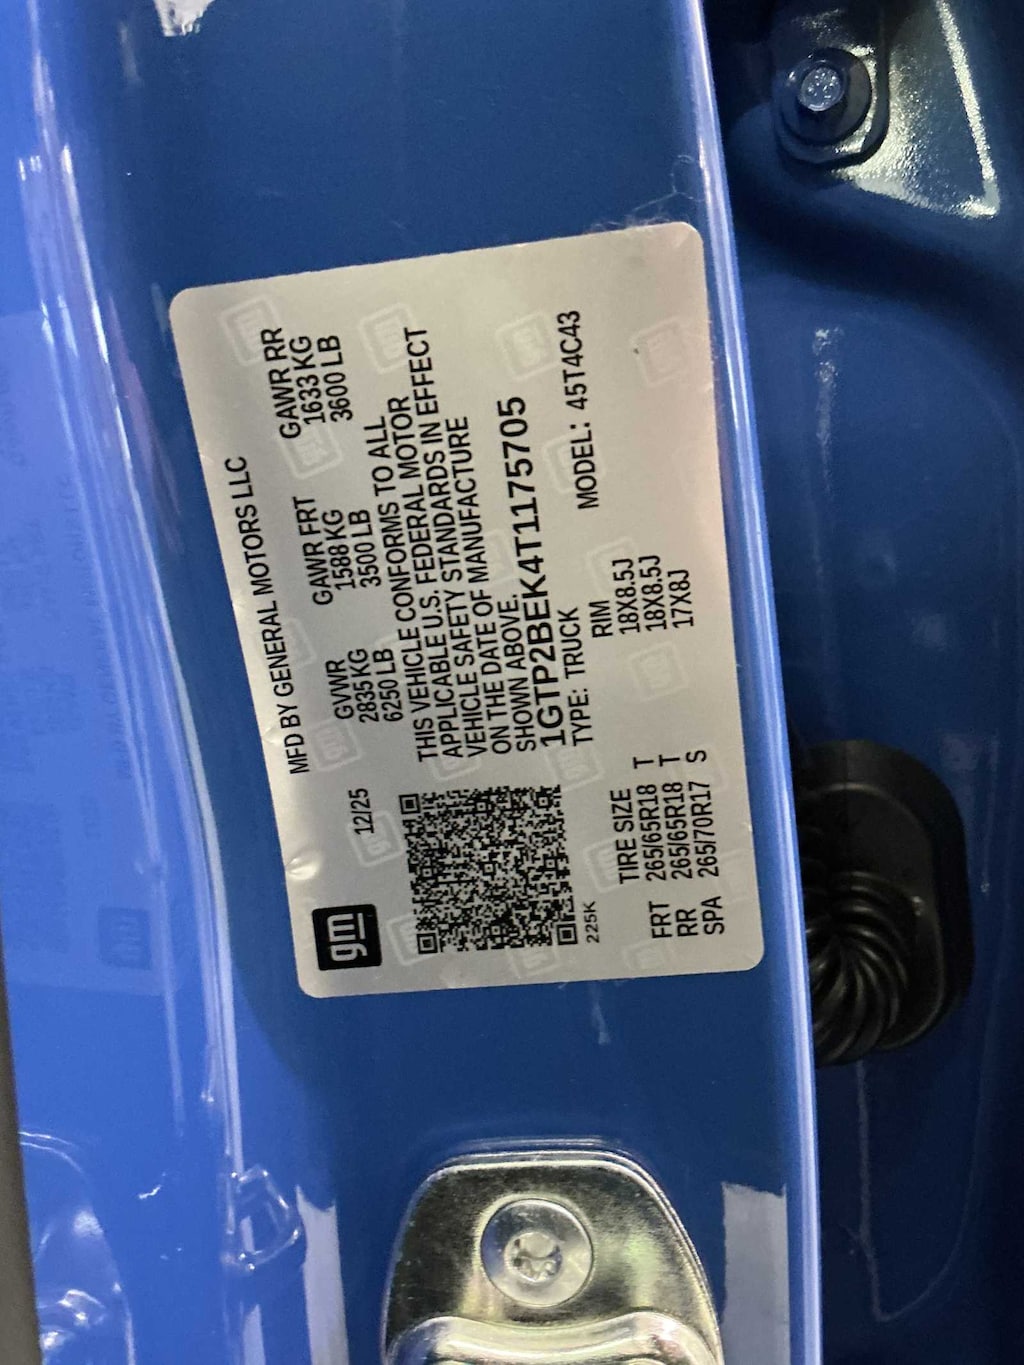 gm
MFD BY GENERAL MOTORS LLC
12/25
GVWR GAWR FRT GAWR RR
2835 KG 1588 KG 1633 KG
6250 LB 3500 LB 3600 LB
THIS VEHICLE CONFORMS TO ALL
APPLICABLE U.S. FEDERAL MOTOR
VEHICLE SAFETY STANDARDS IN EFFECT
ON THE DATE OF MANUFACTURE
SHOWN ABOVE.
1GTP2BEK4T1175705
TYPE: TRUCK MODEL: 45T4C43
225K
TIRE SIZE RIM
FRT 265/65R18 T 18X8.5J
RR 265/65R18 T 18X8.5J
SPA 265/70R17 S 17X8J